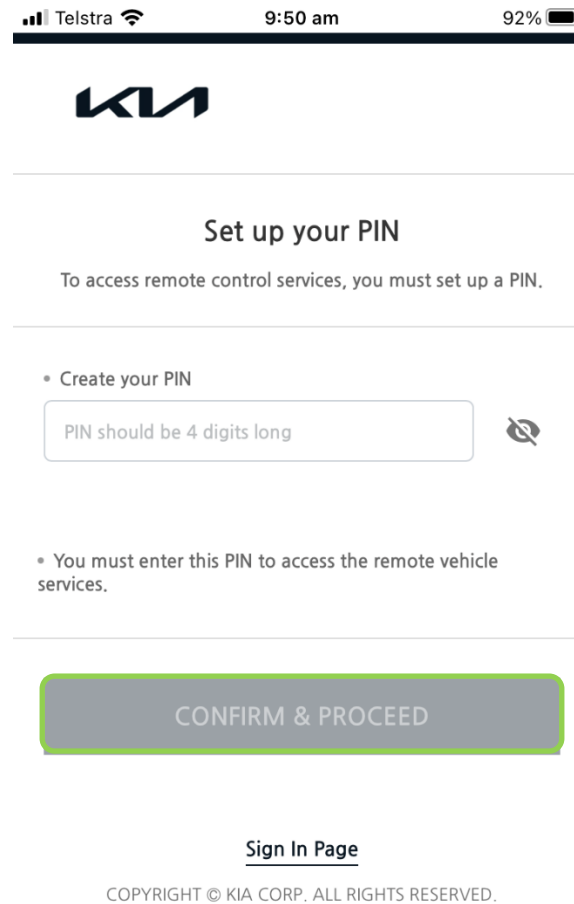 Telstra 9:50 am 92%
KIA
Set up your PIN
To access remote control services, you must set up a PIN.
• Create your PIN
PIN should be 4 digits long
• You must enter this PIN to access the remote vehicle
services.
CONFIRM & PROCEED
Sign In Page
COPYRIGHT © KIA CORP. ALL RIGHTS RESERVED.